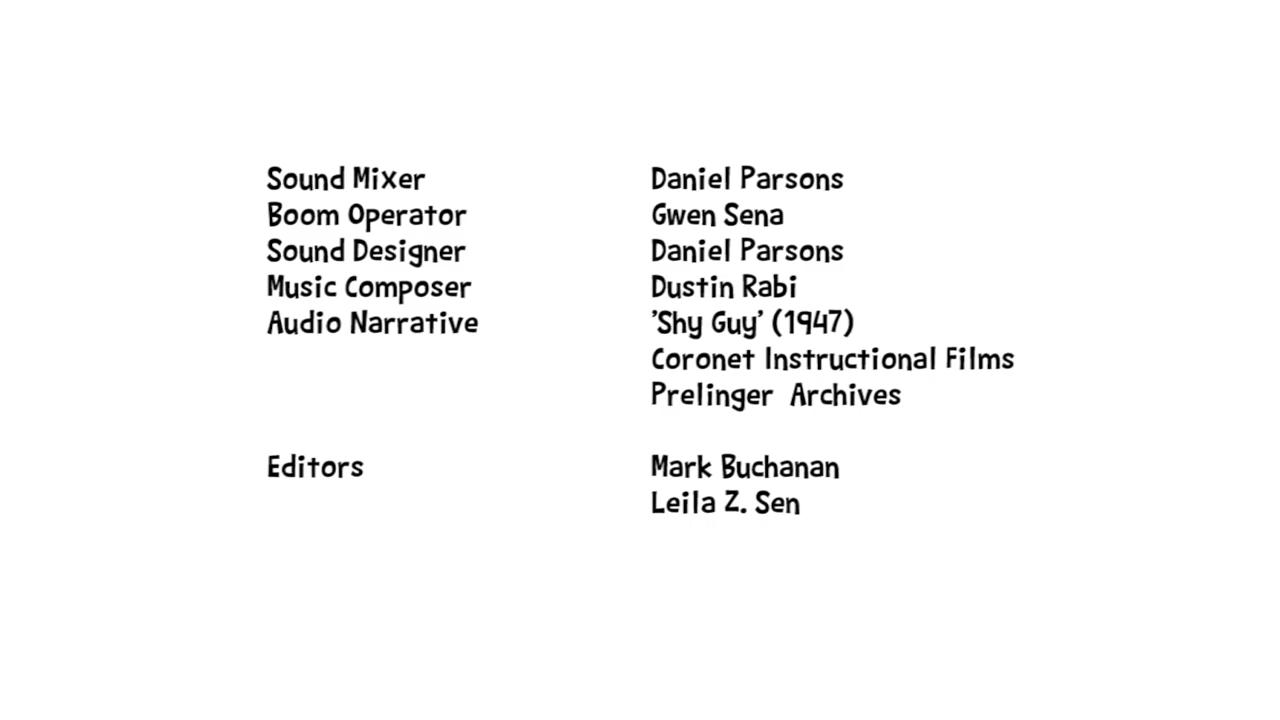 Sound Mixer Daniel Parsons
Boom Operator Gwen Sena
Sound Designer Daniel Parsons
Music Composer Dustin Rabi
Audio Narrative 'Shy Guy' (1947)
Coronet Instructional Films
Prelinger Archives
Editors Mark Buchanan
Leila Z. Sen